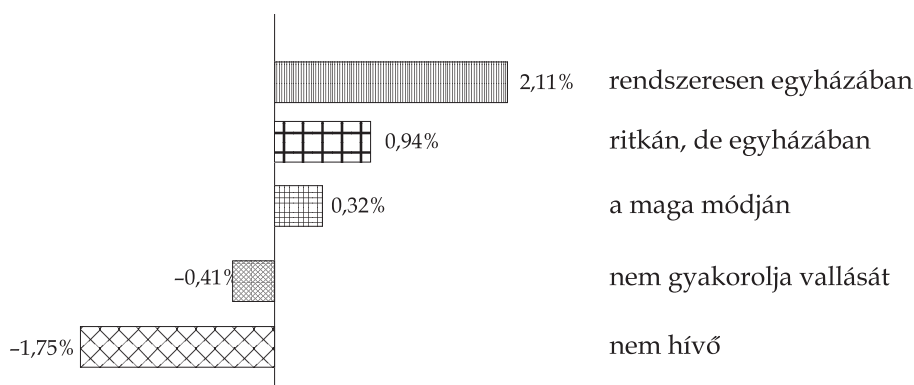 2,11% rendszeresen egyházában
0,94% ritkán, de egyházában
0,32% a maga módján
–0,41% nem gyakorolja vallását
–1,75% nem hívő